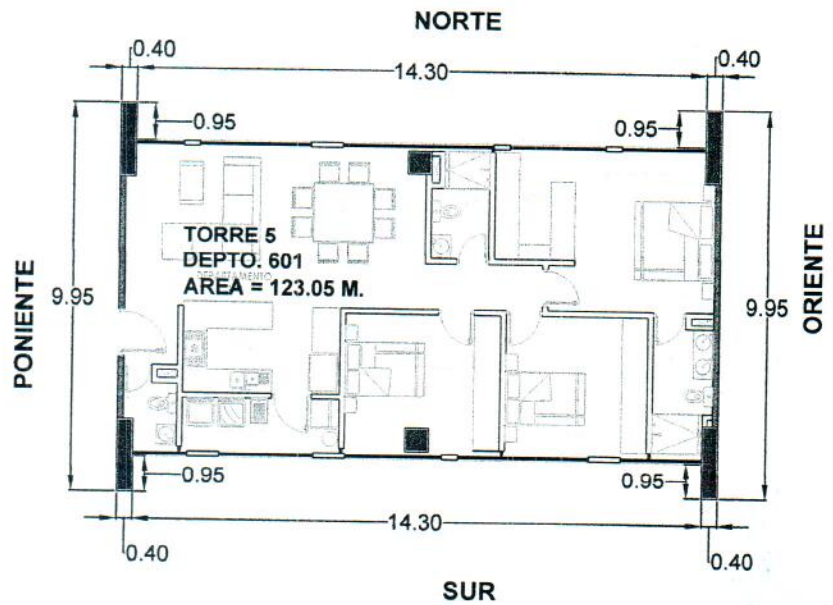 NORTE
0.40
14.30
0.40
0.95
0.95
TORRE 5
DEPTO. 601
DEPARTAMENTO
AREA = 123.05 M.
PONIENTE
9.95
9.95
ORIENTE
0.95
0.95
14.30
0.40
0.40
SUR